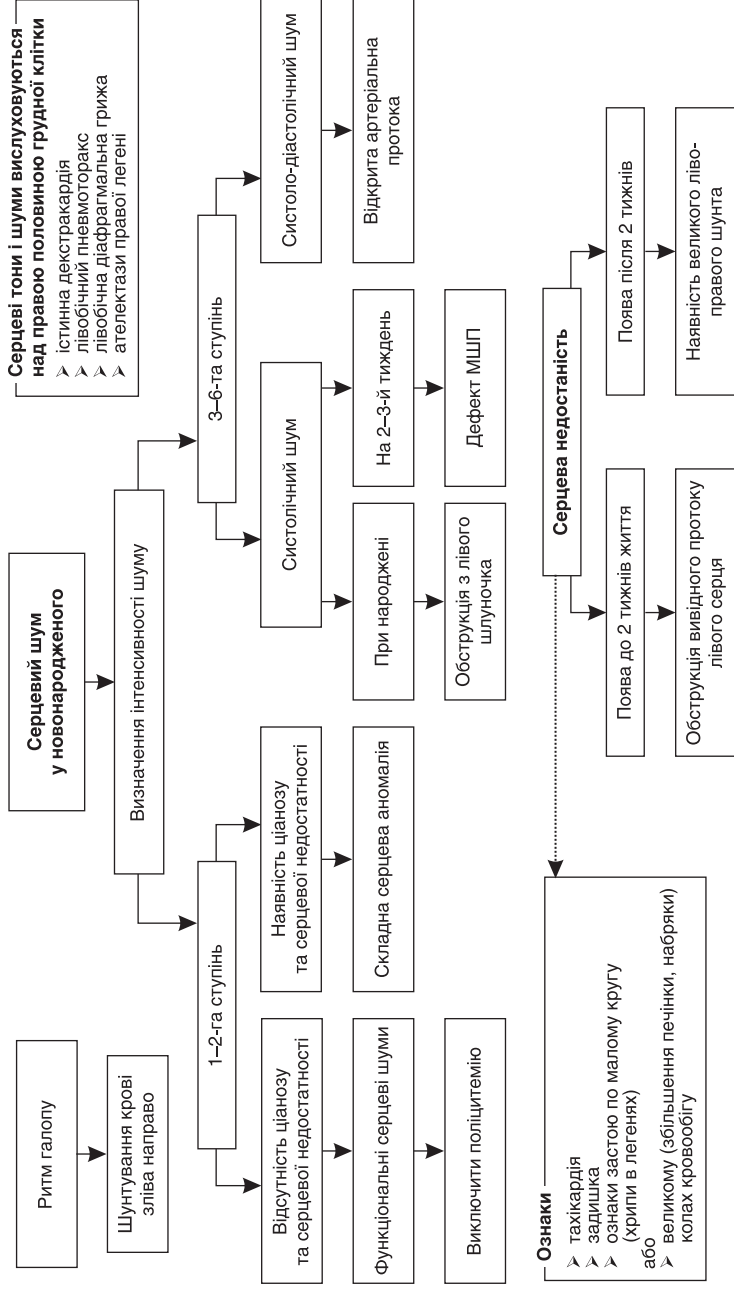 Ритм галопу
Шунтування крові
зліва направо
Серцевий шум
у новонародженого
Серцеві тони і шуми вислуховуються
над правою половиною грудної клітки
➢ істинна декстракардія
➢ лівобічний пневмоторакс
➢ лівобічна діафрагмальна грижа
➢ ателектази правої легені
Визначення інтенсивності шуму
1–2-га ступінь
3–6-та ступінь
Відсутність ціанозу
та серцевої недостатності
Наявність ціанозу
та серцевої недостатності
Систолічний шум
Систоло-діастолічний шум
Функціональні серцеві шуми
Складна серцева аномалія
При народжені
На 2–3-й тиждень
Відкрита артеріальна
протока
Виключити поліцитемію
Обструкція з лівого
шлуночка
Дефект МШП
Ознаки
➢ тахікардія
➢ задишка
➢ ознаки застою по малому кругу
(хрипи в легенях)
або
➢ великому (збільшення печінки, набряки)
колах кровообігу
Серцева недостаність
Поява до 2 тижнів життя
Поява після 2 тижнів
Обструкція вивідного протоку
лівого серця
Наявність великого ліво-
правого шунта